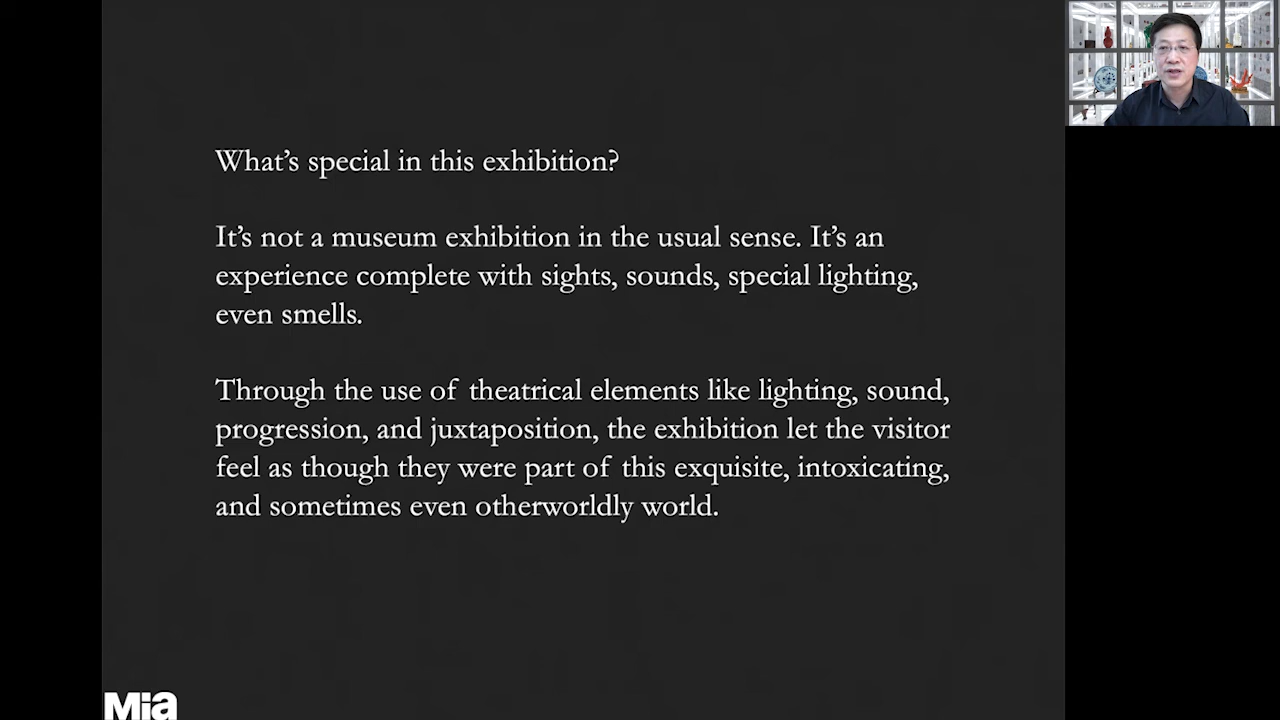 What's special in this exhibition?
It's not a museum exhibition in the usual sense. It's an
experience complete with sights, sounds, special lighting,
even smells.
Through the use of theatrical elements like lighting, sound,
progression, and juxtaposition, the exhibition let the visitor
feel as though they were part of this exquisite, intoxicating,
and sometimes even otherworldly world.
Mia